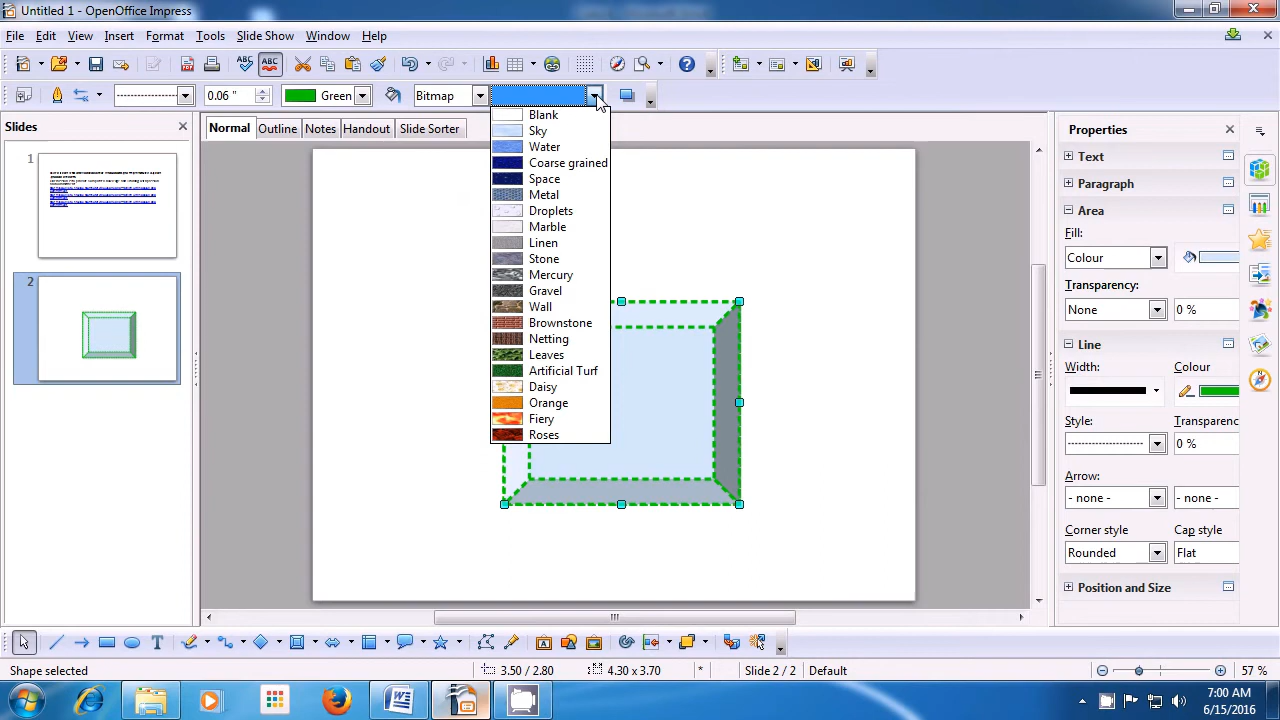 Untitled 1 - OpenOffice Impress
File Edit View Insert Format Tools Slide Show Window Help
0.06 " Green Bitmap
Slides
Normal Outline Notes Handout Slide Sorter
1
2
Blank
Sky
Water
Coarse grained
Space
Metal
Droplets
Marble
Linen
Stone
Mercury
Gravel
Wall
Brownstone
Netting
Leaves
Artificial Turf
Daisy
Orange
Fiery
Roses
Properties
Text
Paragraph
Area
Fill:
Colour
Transparency:
None 0 %
Line
Width: Colour
Style: Transparency
0 %
Arrow:
- none - - none -
Corner style Cap style
Rounded Flat
Position and Size
Shape selected 3.50 / 2.80 4.30 x 3.70 * Slide 2 / 2 Default 57 %
7:00 AM
6/15/2016